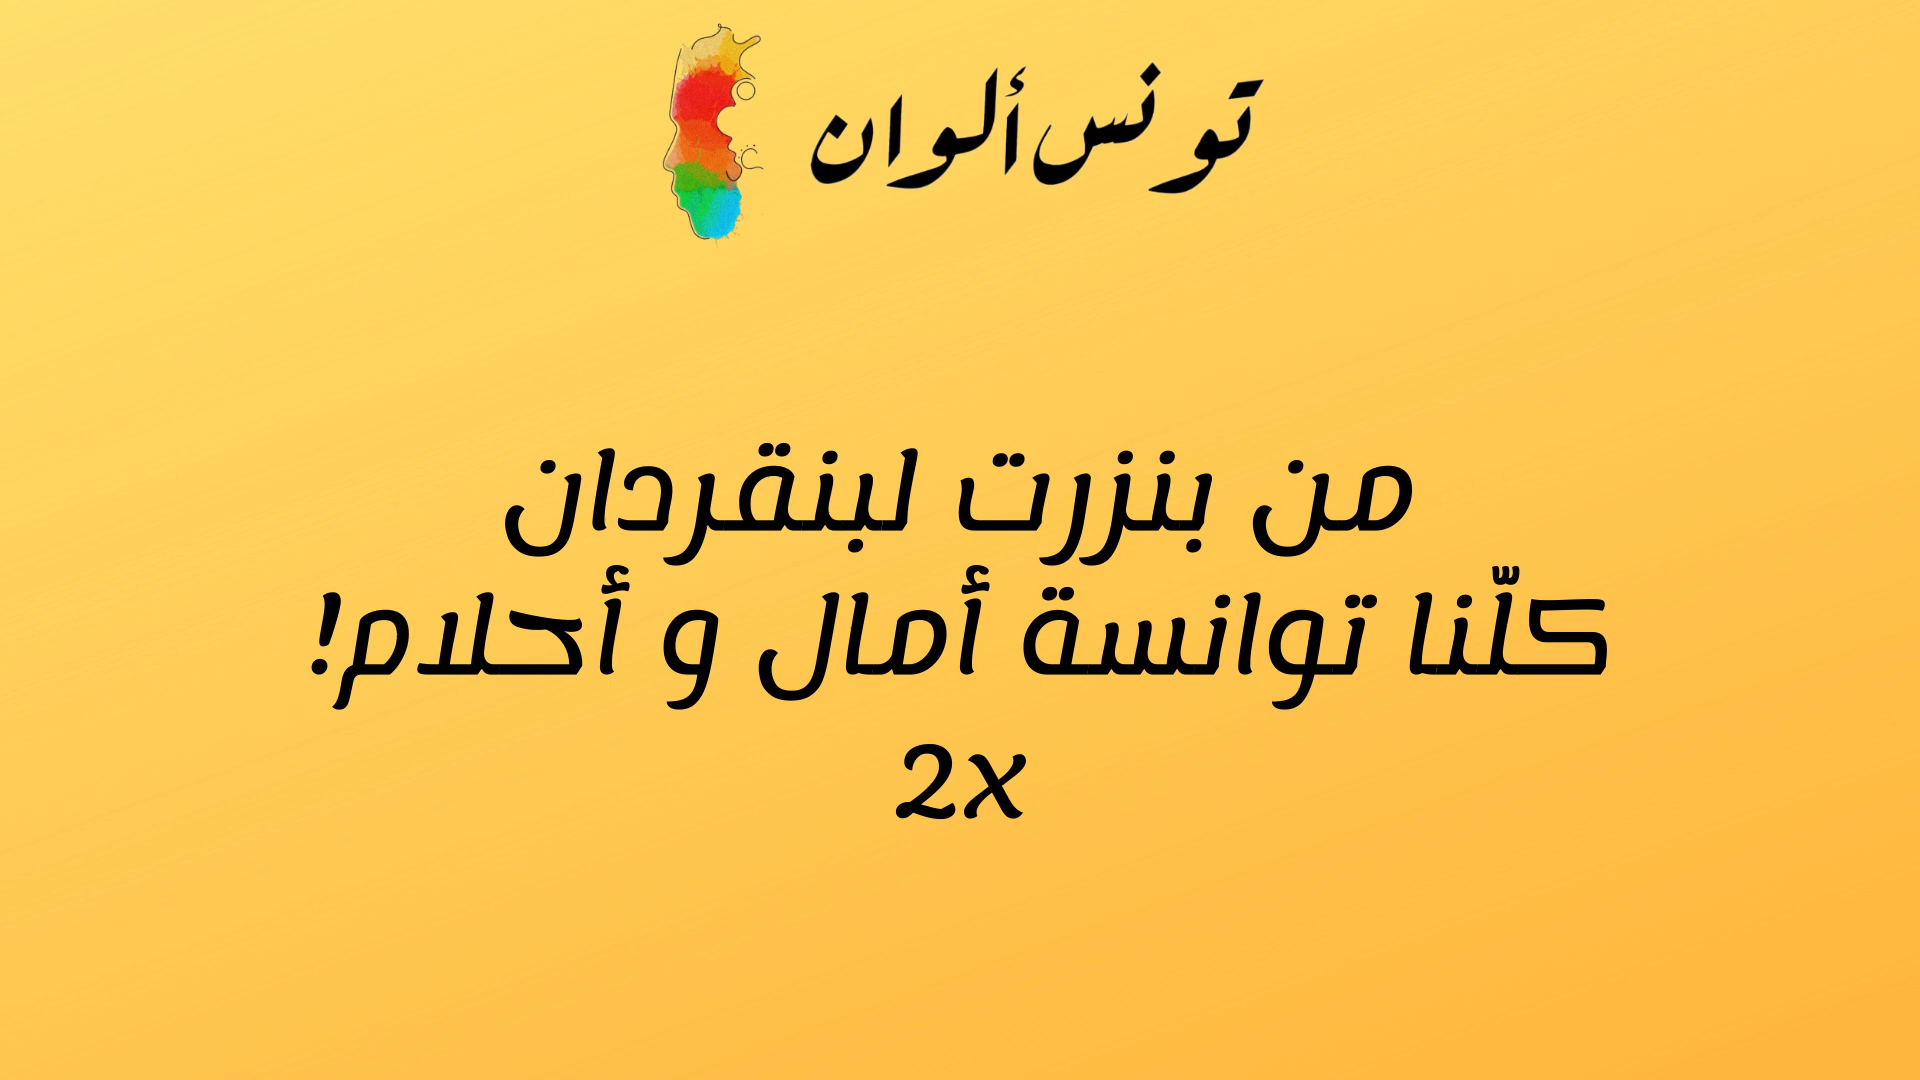 تونس ألوان
من بنزرت لبنقردان
كلّنا توانسة أمال و أحلام!
2x